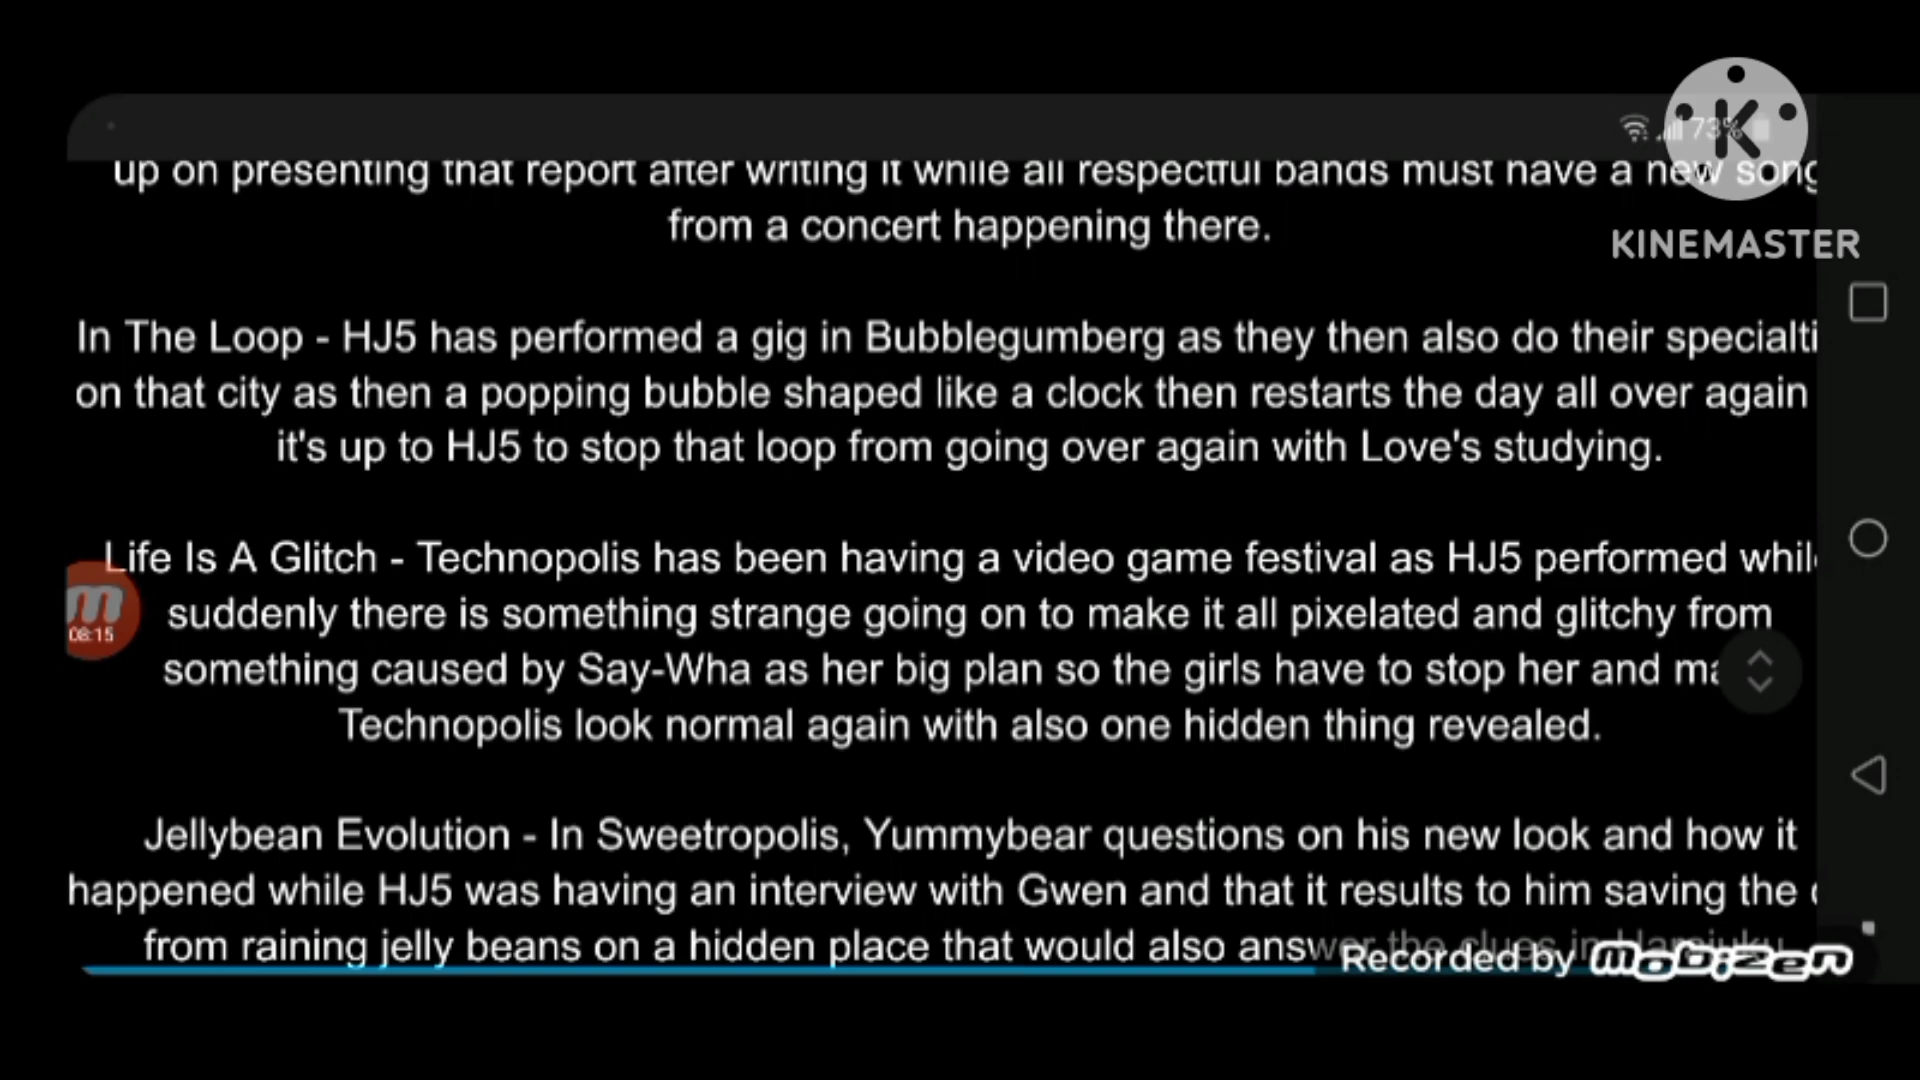 73%
K
KINEMASTER
up on presenting that report after writing it while all respectful bands must have a new song
from a concert happening there.
In The Loop - HJ5 has performed a gig in Bubblegumberg as they then also do their specialti
on that city as then a popping bubble shaped like a clock then restarts the day all over again
it's up to HJ5 to stop that loop from going over again with Love's studying.
Life Is A Glitch - Technopolis has been having a video game festival as HJ5 performed whil
suddenly there is something strange going on to make it all pixelated and glitchy from
m
08:15
something caused by Say-Wha as her big plan so the girls have to stop her and ma
Technopolis look normal again with also one hidden thing revealed.
Jellybean Evolution - In Sweetropolis, Yummybear questions on his new look and how it
happened while HJ5 was having an interview with Gwen and that it results to him saving the
from raining jelly beans on a hidden place that would also answer the clues in Harajuku
Recorded by mobizen